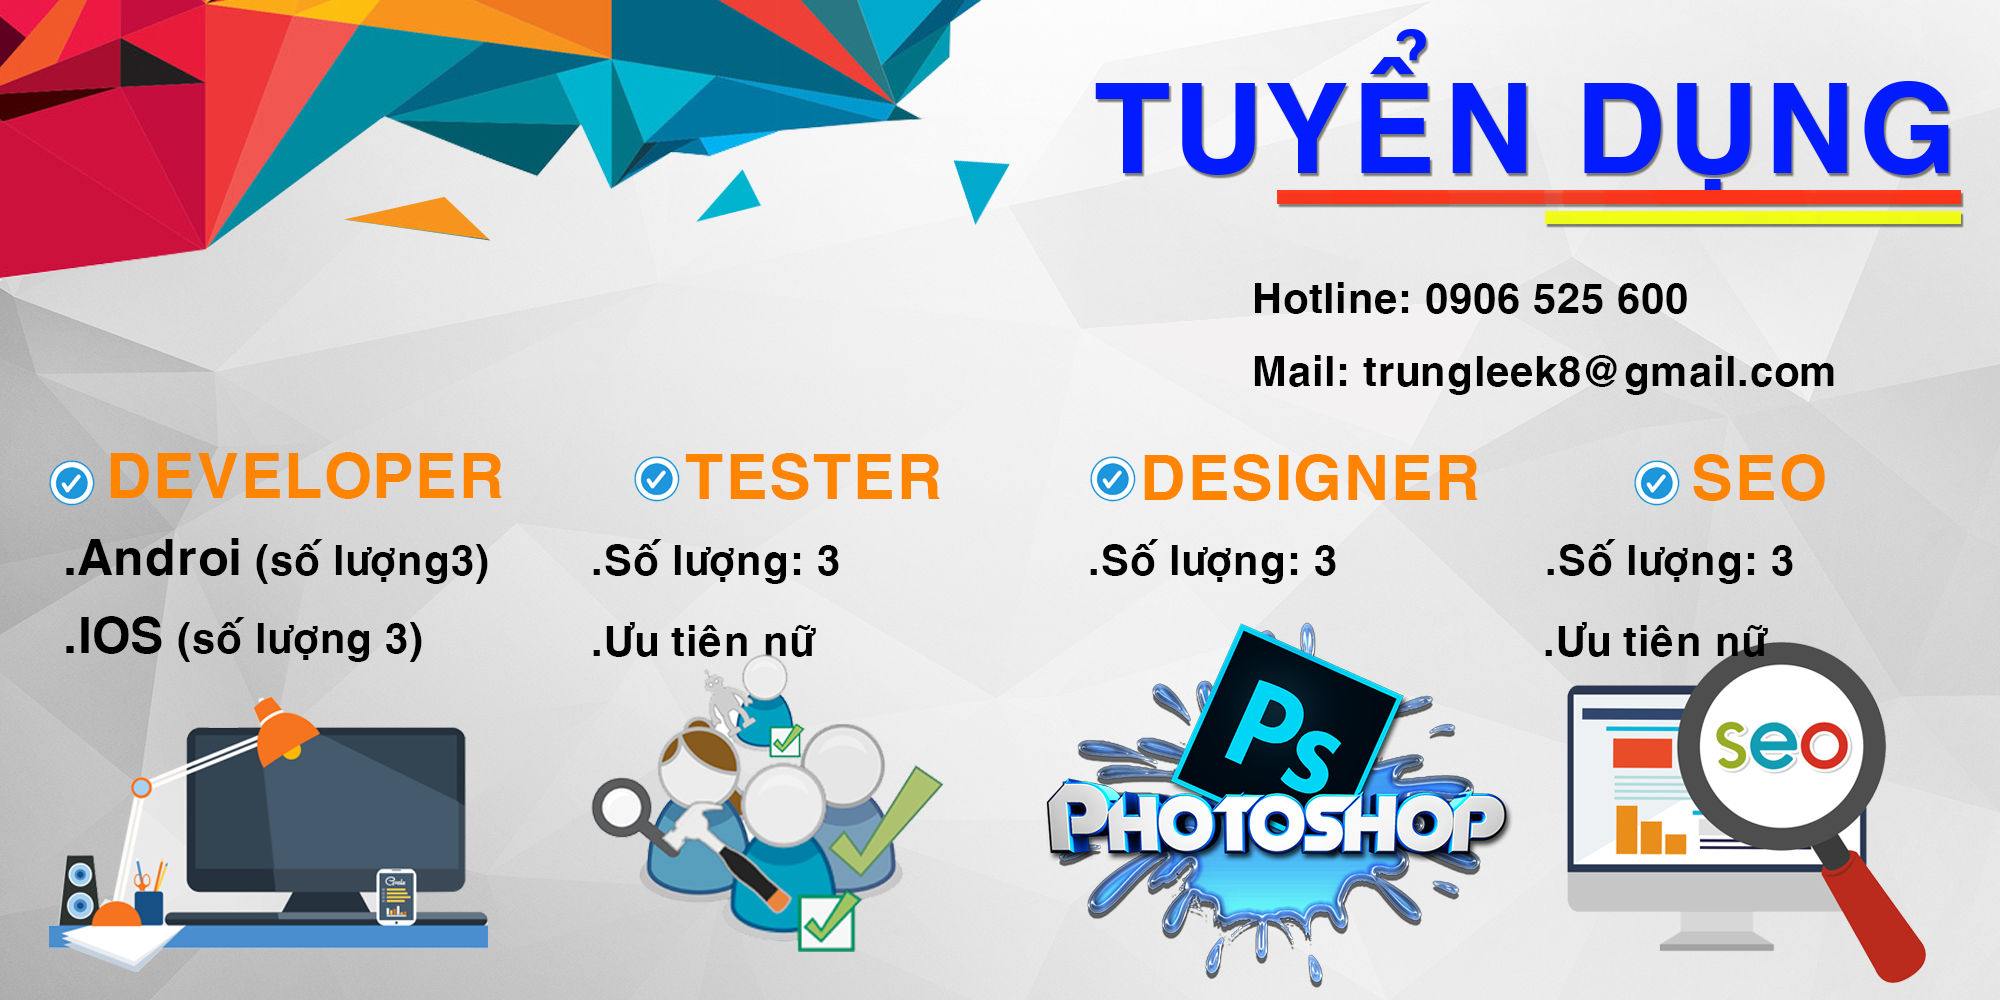 TUYỂN DỤNG
Hotline: 0906 525 600
Mail: trungleek8@gmail.com
DEVELOPER
.Androi (số lượng3)
.IOS (số lượng 3)
TESTER
.Số lượng: 3
.Ưu tiên nữ
DESIGNER
.Số lượng: 3
Ps
PHOTOSHOP
SEO
.Số lượng: 3
.Ưu tiên nữ
seo